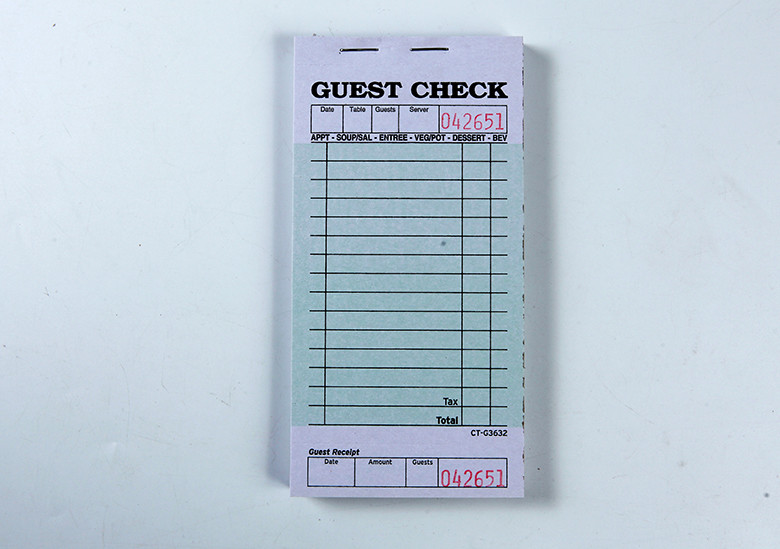 GUEST CHECK
Date Table Guests Server 042651
APPT - SOUP/SAL - ENTREE - VEG/POT - DESSERT - BEV
Tax
Total
CT-G3632
Guest Receipt
Date Amount Guests 042651